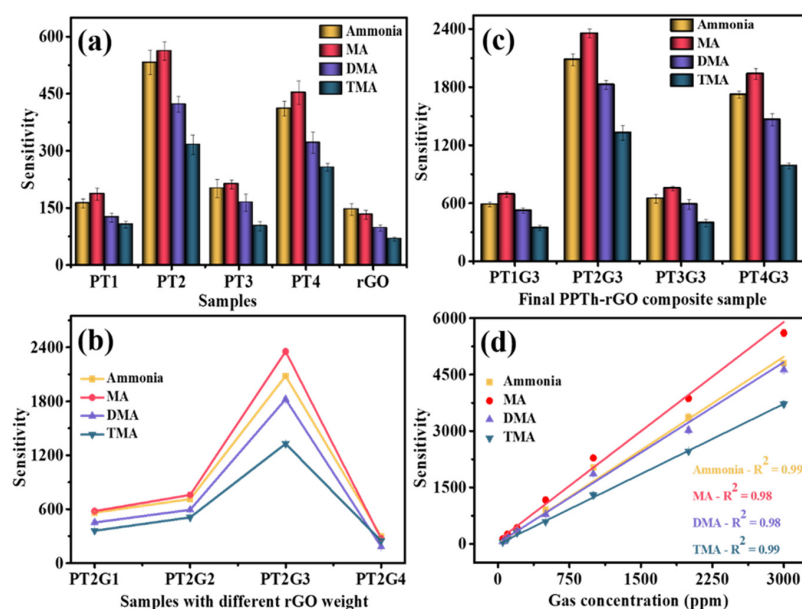 (a)
Ammonia
MA
DMA
TMA
600
450
300
150
0
Sensitivity
PT1 PT2 PT3 PT4 rGO
Samples
(c)
Ammonia
MA
DMA
TMA
2400
1800
1200
600
0
Sensitivity
PT1G3 PT2G3 PT3G3 PT4G3
Final PPTh-rGO composite sample
(b)
Ammonia
MA
DMA
TMA
2400
1800
1200
600
0
Sensitivity
PT2G1 PT2G2 PT2G3 PT2G4
Samples with different rGO weight
(d)
Ammonia
MA
DMA
TMA
6000
4500
3000
1500
0
Sensitivity
Ammonia - R² = 0.99
MA - R² = 0.98
DMA - R² = 0.98
TMA - R² = 0.99
0 750 1500 2250 3000
Gas concentration (ppm)